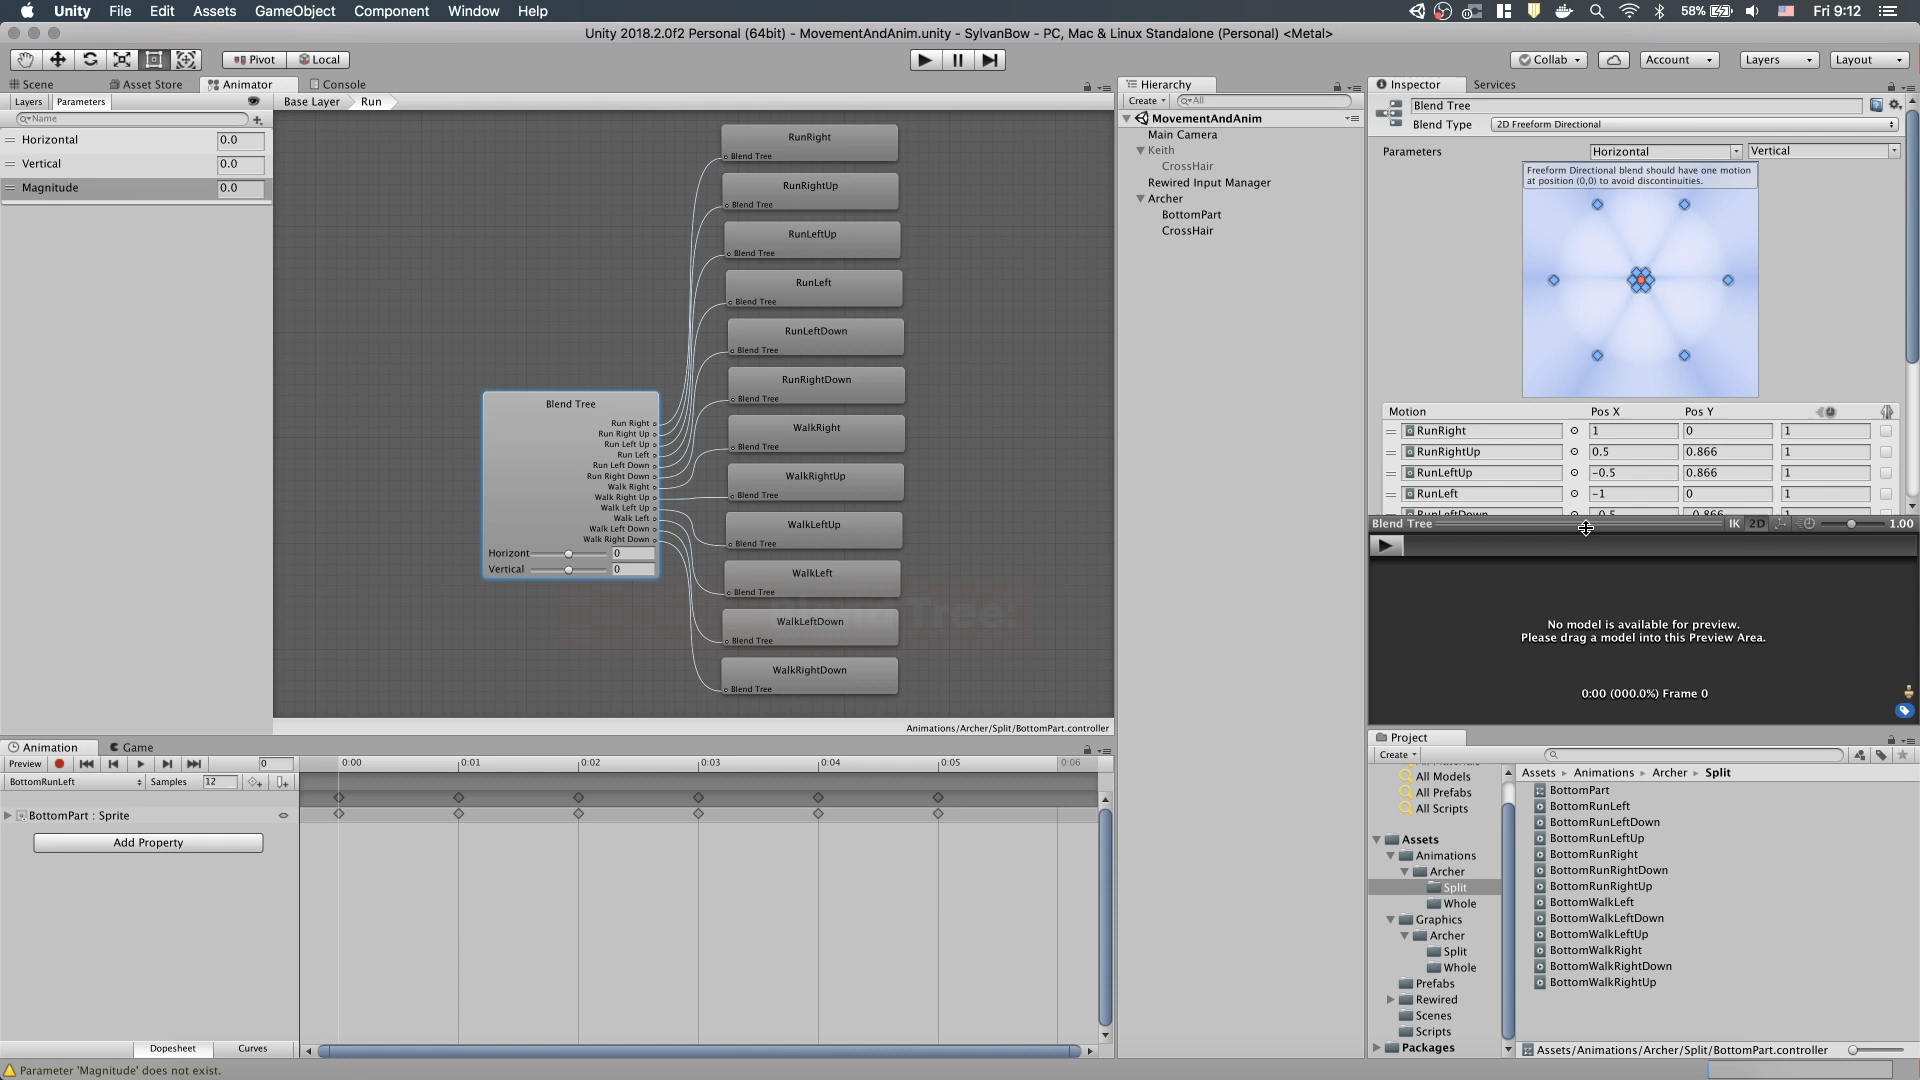 Unity File Edit Assets GameObject Component Window Help 58% Fri 9:12
Unity 2018.2.0f2 Personal (64bit) - MovementAndAnim.unity - SylvanBow - PC, Mac & Linux Standalone (Personal) <Metal>
Pivot Local Collab Account Layers Layout
Scene Asset Store Animator Console
Layers Parameters
Base Layer Run
Name
Horizontal 0.0
Vertical 0.0
Magnitude 0.0
RunRight
Blend Tree
RunRightUp
Blend Tree
RunLeftUp
Blend Tree
RunLeft
Blend Tree
RunLeftDown
Blend Tree
RunRightDown
Blend Tree
WalkRight
Blend Tree
WalkRightUp
Blend Tree
WalkLeftUp
Blend Tree
WalkLeft
Blend Tree
WalkLeftDown
Blend Tree
WalkRightDown
Blend Tree
Blend Tree
Run Right
Run Right Up
Run Left Up
Run Left
Run Left Down
Run Right Down
Walk Right
Walk Right Up
Walk Left Up
Walk Left
Walk Left Down
Walk Right Down
Horizont 0
Vertical 0
Blend Tree:
Animations/Archer/Split/BottomPart.controller
Hierarchy
Create All
MovementAndAnim
Main Camera
Keith
CrossHair
Rewired Input Manager
Archer
BottomPart
CrossHair
Inspector Services
Blend Tree
Blend Type 2D Freeform Directional
Parameters Horizontal Vertical
Freeform Directional blend should have one motion
at position (0,0) to avoid discontinuities.
Motion Pos X Pos Y
RunRight 1 0 1
RunRightUp 0.5 0.866 1
RunLeftUp -0.5 0.866 1
RunLeft -1 0 1
RunLeftDown -0.5 -0.866 1
Blend Tree IK 2D 1.00
No model is available for preview.
Please drag a model into this Preview Area.
0:00 (000.0%) Frame 0
Animation Game
Preview 0
0:00 0:01 0:02 0:03 0:04 0:05 0:06
BottomRunLeft Samples 12
BottomPart : Sprite
Add Property
Dopesheet Curves
Parameter 'Magnitude' does not exist.
Project
Create
All Models
All Prefabs
All Scripts
Assets
Animations
Archer
Split
Whole
Graphics
Archer
Split
Whole
Prefabs
Rewired
Scenes
Scripts
Packages
Assets Animations Archer Split
BottomPart
BottomRunLeft
BottomRunLeftDown
BottomRunLeftUp
BottomRunRight
BottomRunRightDown
BottomRunRightUp
BottomWalkLeft
BottomWalkLeftDown
BottomWalkLeftUp
BottomWalkRight
BottomWalkRightDown
BottomWalkRightUp
Assets/Animations/Archer/Split/BottomPart.controller